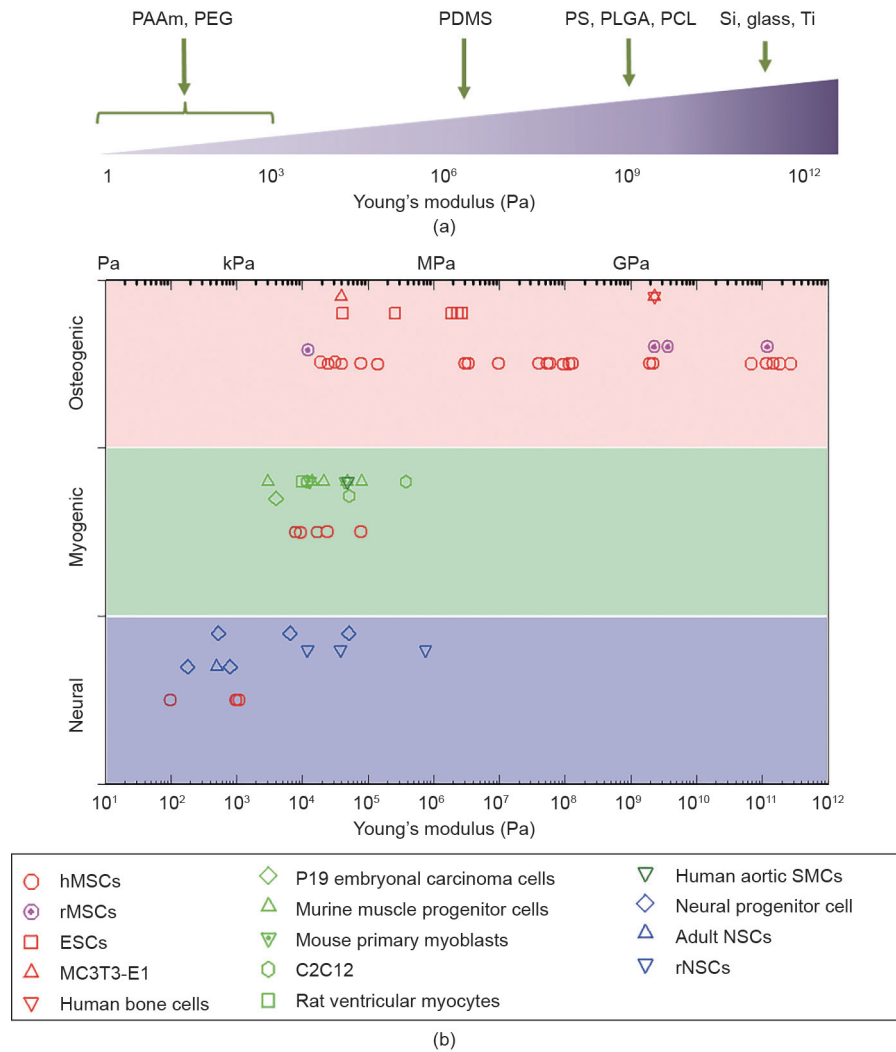 PAAm, PEG PDMS PS, PLGA, PCL Si, glass, Ti
1 10³ 10⁶ 10⁹ 10¹²
Young's modulus (Pa)
(a)
Pa kPa MPa GPa
Osteogenic
Myogenic
Neural
10¹ 10² 10³ 10⁴ 10⁵ 10⁶ 10⁷ 10⁸ 10⁹ 10¹⁰ 10¹¹ 10¹²
Young's modulus (Pa)
hMSCs
rMSCs
ESCs
MC3T3-E1
Human bone cells
P19 embryonal carcinoma cells
Murine muscle progenitor cells
Mouse primary myoblasts
C2C12
Rat ventricular myocytes
Human aortic SMCs
Neural progenitor cell
Adult NSCs
rNSCs
(b)